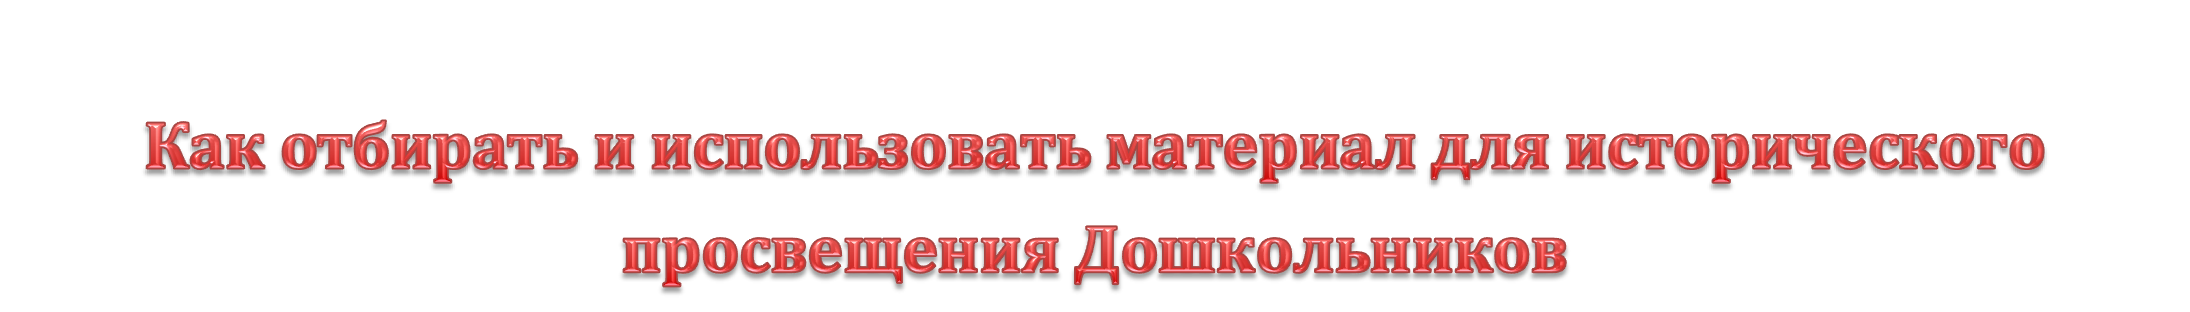 Как отбирать и использовать материал для исторического
просвещения Дошкольников